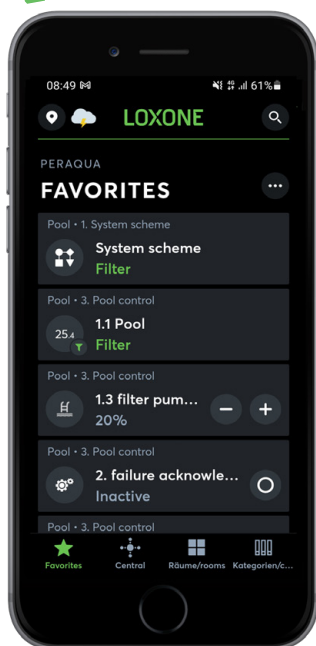 08:49
4G 61%
LOXONE
PERAQUA
FAVORITES
Pool • 1. System scheme
System scheme
Filter
Pool • 3. Pool control
25.4
1.1 Pool
Filter
Pool • 3. Pool control
1.3 filter pum...
20%
Pool • 3. Pool control
2. failure acknowle...
Inactive
Pool • 3. Pool control
Favorites Central Räume/rooms Kategorien/c...